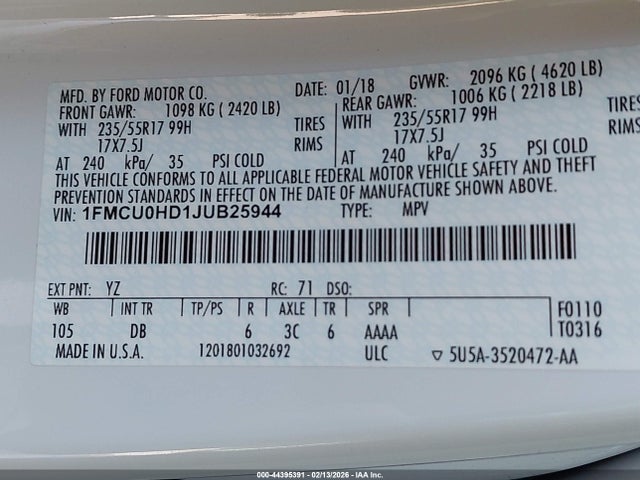 MFD. BY FORD MOTOR CO. DATE: 01/18 GVWR: 2096 KG ( 4620 LB)
FRONT GAWR: 1098 KG ( 2420 LB) REAR GAWR: 1006 KG ( 2218 LB)
WITH 235/55R17 99H TIRES WITH 235/55R17 99H TIRES
17X7.5J RIMS 17X7.5J RIMS
AT 240 kPa/ 35 PSI COLD AT 240 kPa/ 35 PSI COLD
THIS VEHICLE CONFORMS TO ALL APPLICABLE FEDERAL MOTOR VEHICLE SAFETY AND THEFT
PREVENTION STANDARDS IN EFFECT ON THE DATE OF MANUFACTURE SHOWN ABOVE.
VIN: 1FMCU0HD1JUB25944 TYPE: MPV
EXT PNT: YZ RC: 71 DSO:
WB INT TR TP/PS R AXLE TR SPR F0110
105 DB 6 3C 6 AAAA T0316
MADE IN U.S.A. 1201801032692 ULC 5U5A-3520472-AA
000-44395391 - 02/13/2026 - IAA Inc.